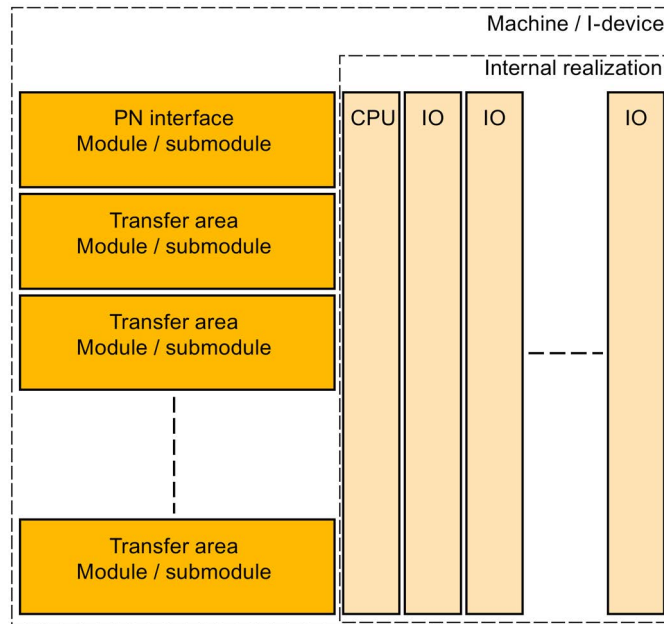 Machine / I-device
Internal realization
PN interface
Module / submodule
CPU
IO
IO
IO
Transfer area
Module / submodule
Transfer area
Module / submodule
Transfer area
Module / submodule